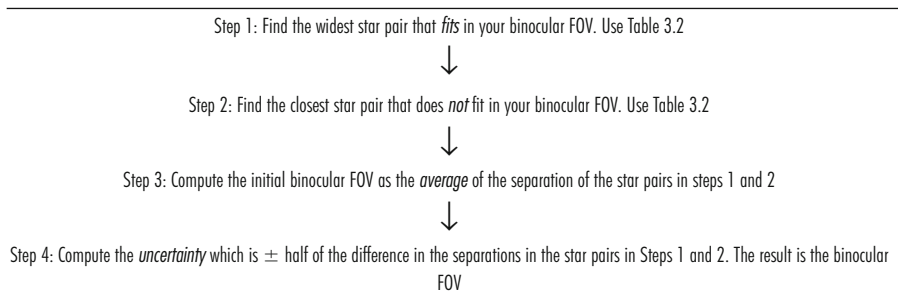 Step 1: Find the widest star pair that fits in your binocular FOV. Use Table 3.2
Step 2: Find the closest star pair that does not fit in your binocular FOV. Use Table 3.2
Step 3: Compute the initial binocular FOV as the average of the separation of the star pairs in steps 1 and 2
Step 4: Compute the uncertainty which is ± half of the difference in the separations in the star pairs in Steps 1 and 2. The result is the binocular
FOV